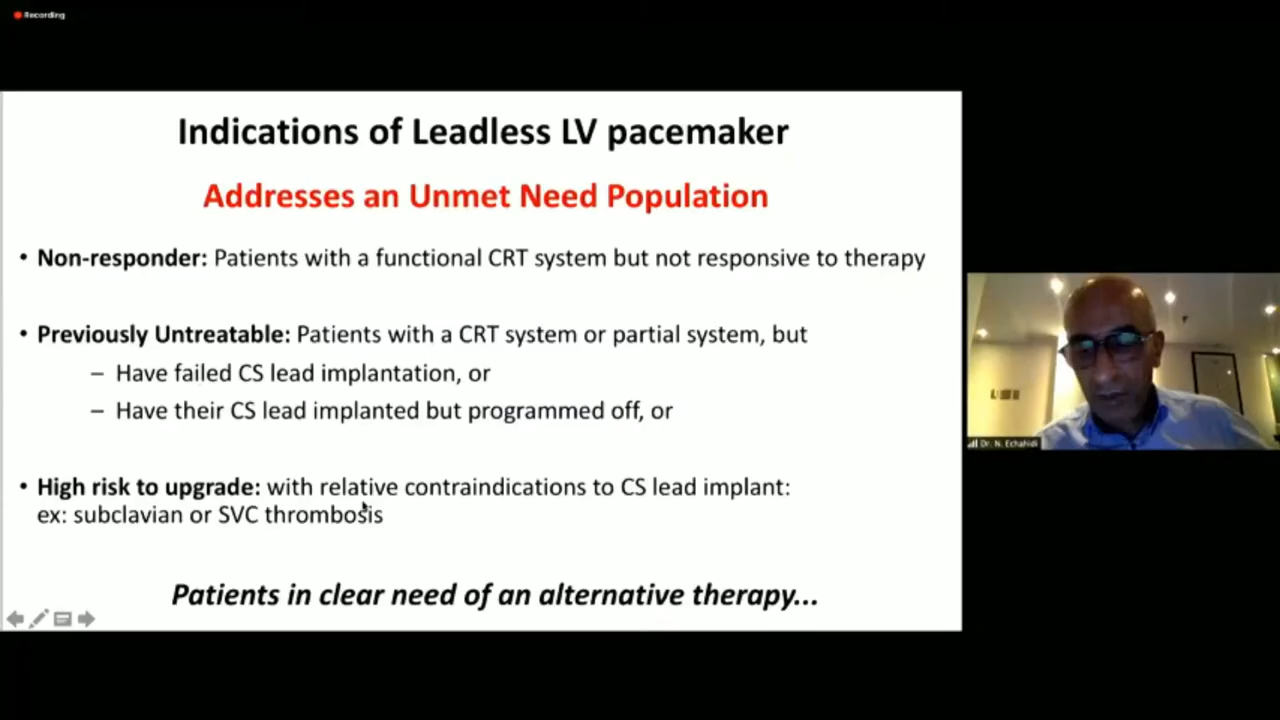 Recording
Indications of Leadless LV pacemaker
Addresses an Unmet Need Population
• Non-responder: Patients with a functional CRT system but not responsive to therapy
• Previously Untreatable: Patients with a CRT system or partial system, but
– Have failed CS lead implantation, or
– Have their CS lead implanted but programmed off, or
• High risk to upgrade: with relative contraindications to CS lead implant:
ex: subclavian or SVC thrombosis
Patients in clear need of an alternative therapy...
Dr. N. Echahidi